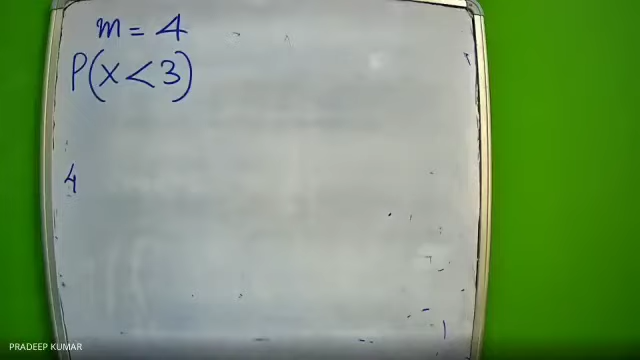 m = 4
P(x < 3)
4
PRADEEP KUMAR